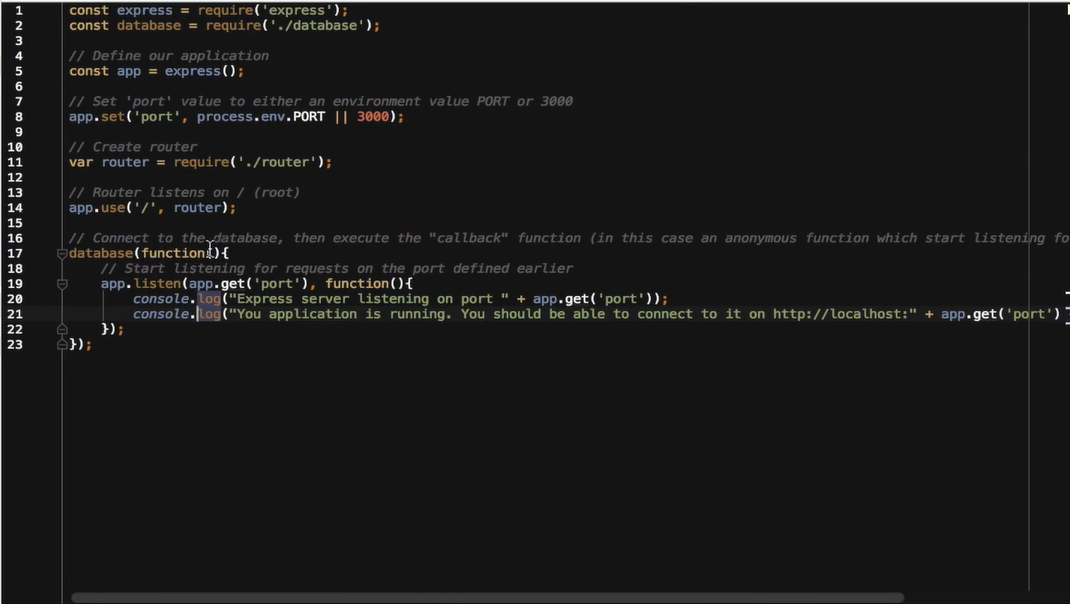 1 const express = require('express');
2 const database = require('./database');
3
4 // Define our application
5 const app = express();
6
7 // Set 'port' value to either an environment value PORT or 3000
8 app.set('port', process.env.PORT || 3000);
9
10 // Create router
11 var router = require('./router');
12
13 // Router listens on / (root)
14 app.use('/', router);
15
16 // Connect to the database, then execute the "callback" function (in this case an anonymous function which start listening fo
17 database(function(){
18 // Start listening for requests on the port defined earlier
19 app.listen(app.get('port'), function(){
20 console.log("Express server listening on port " + app.get('port'));
21 console.log("You application is running. You should be able to connect to it on http://localhost:" + app.get('port')
22 });
23 });